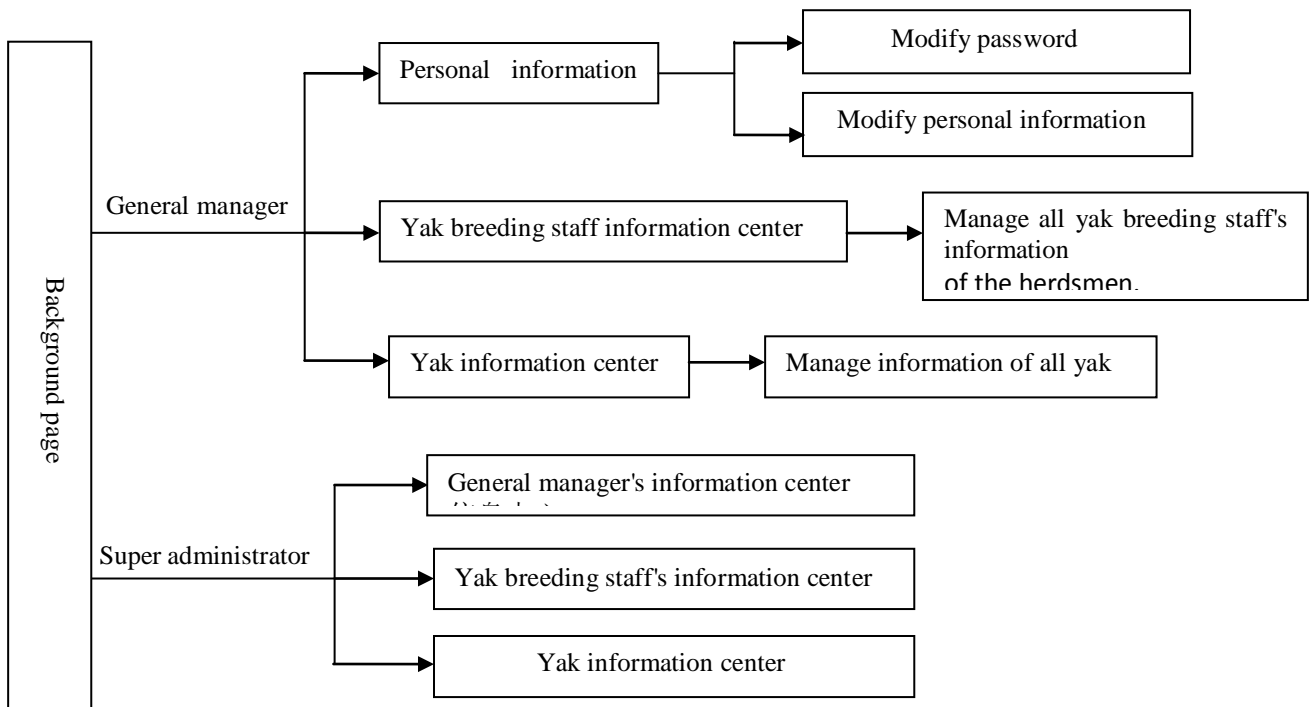 Modify password
Personal information
Modify personal information
General manager
Yak breeding staff information center
Manage all yak breeding staff's
information
of the herdsmen.
Background page
Yak information center
Manage information of all yak
General manager's information center
Super administrator
Yak breeding staff's information center
Yak information center